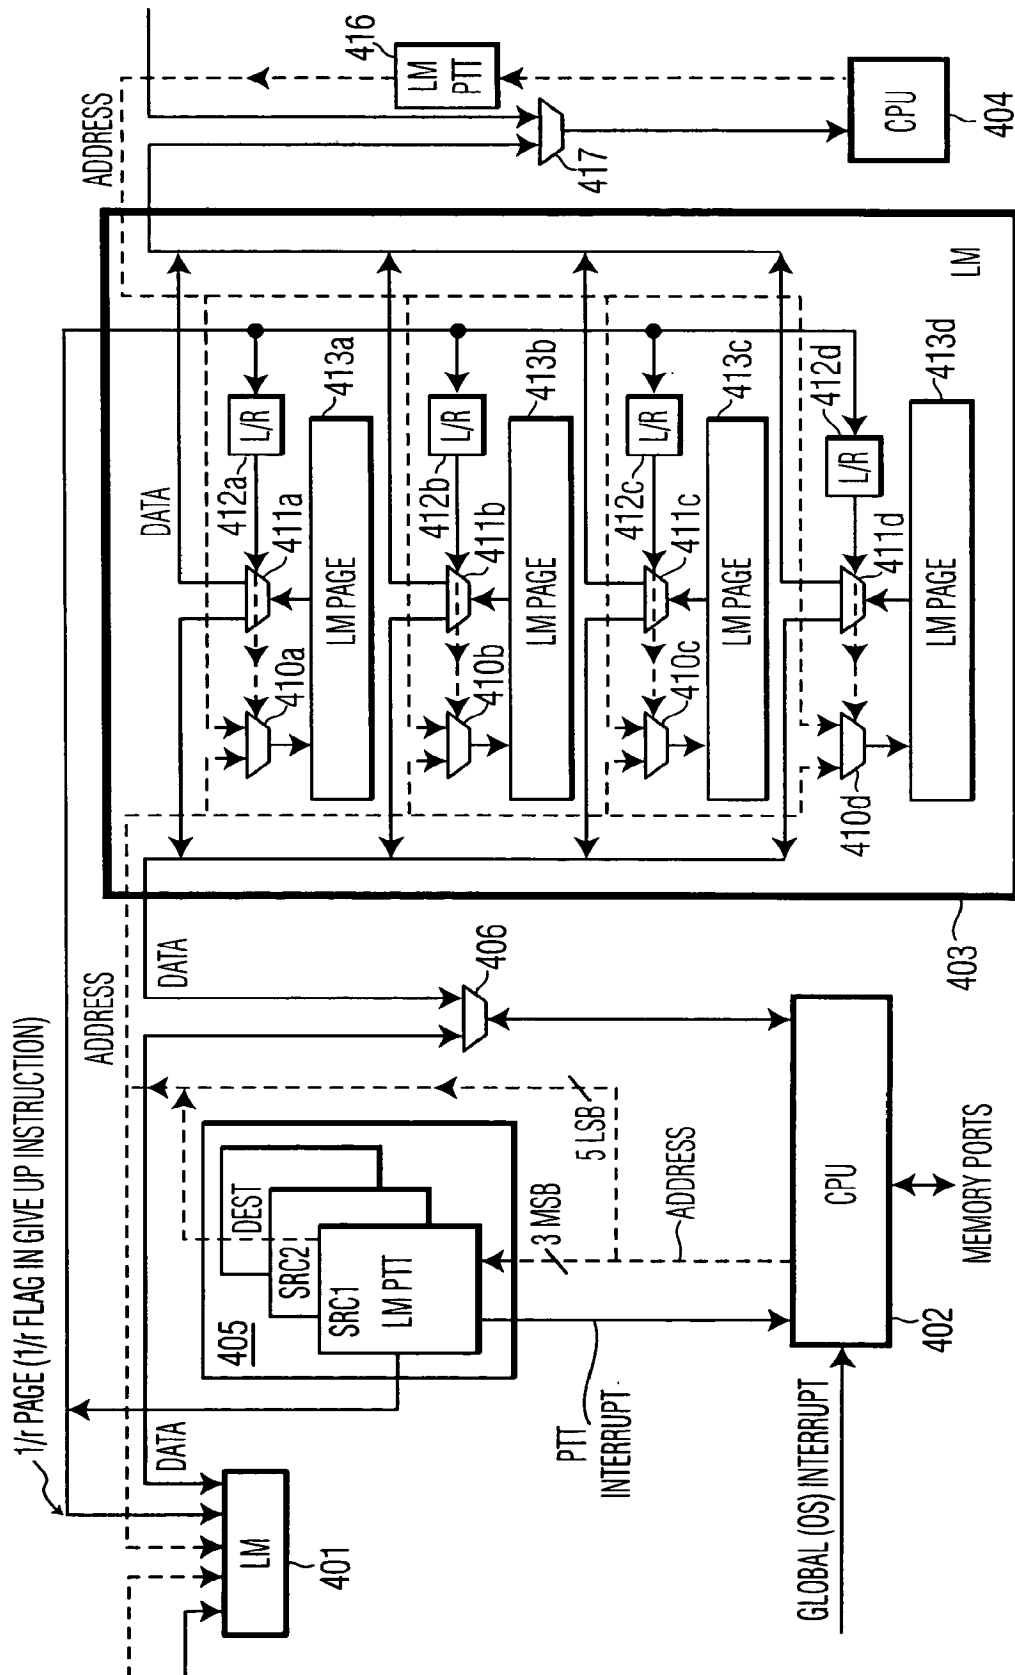 1/r PAGE (1/r FLAG IN GIVE UP INSTRUCTION)
ADDRESS
DATA
DATA
LM
401
405
SRC1
LM PTT
SRC2
DEST
406
3 MSB
5 LSB
ADDRESS
PTT
INTERRUPT
GLOBAL (OS) INTERRUPT
CPU
402
MEMORY PORTS
403
LM
DATA
410a
411a
412a
L/R
LM PAGE
413a
410b
411b
412b
L/R
LM PAGE
413b
410c
411c
412c
L/R
LM PAGE
413c
410d
411d
412d
L/R
LM PAGE
413d
ADDRESS
LM
PTT
416
417
CPU
404